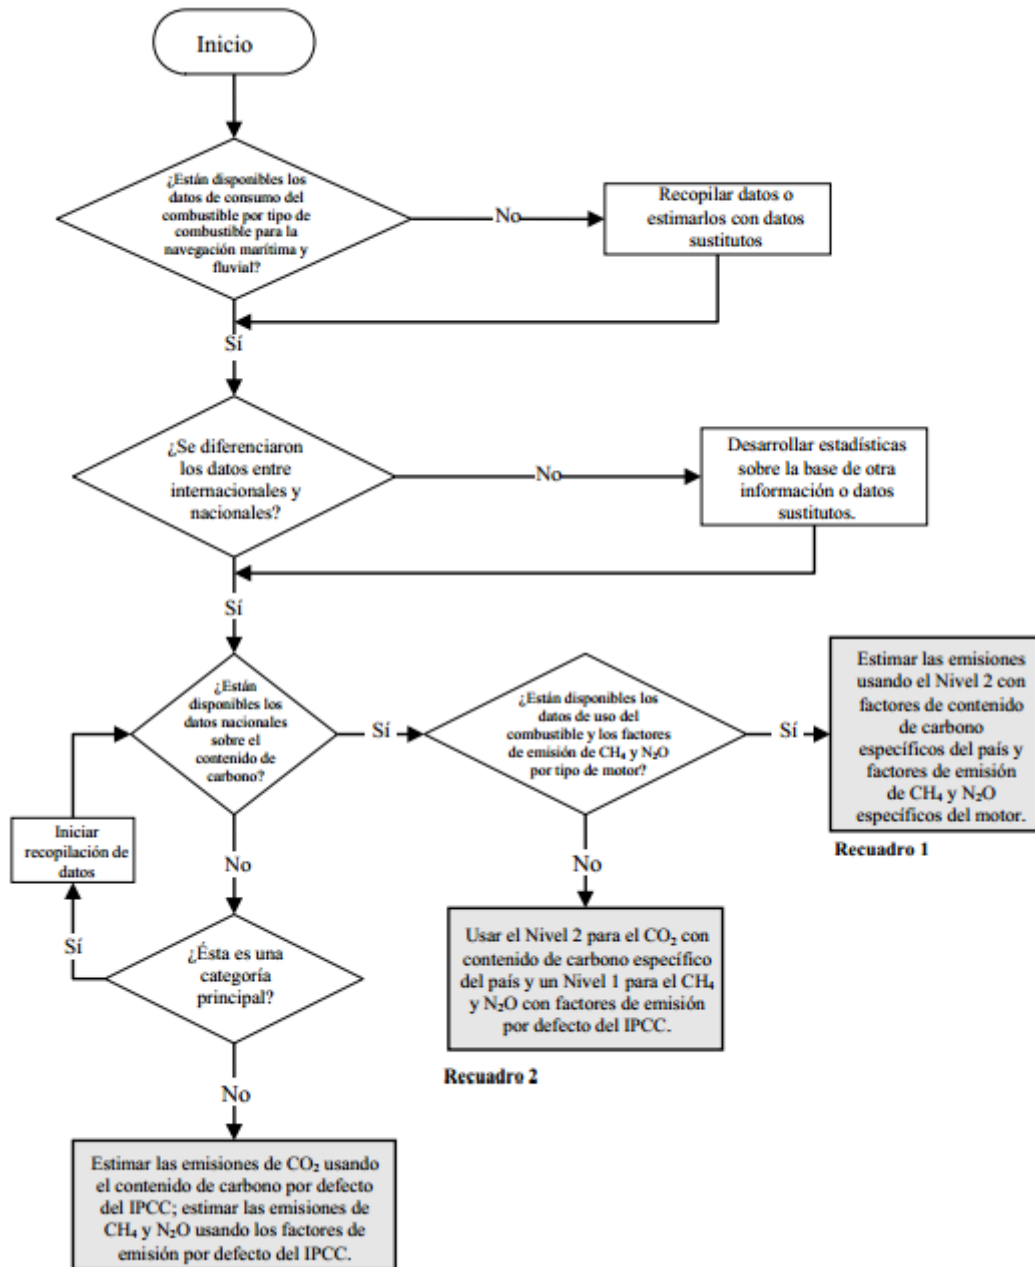 Inicio
¿Están disponibles los
datos de consumo del
combustible por tipo de
combustible para la
navegación marítima y
fluvial?
No
Recopilar datos o
estimarlos con datos
sustitutos
Sí
¿Se diferenciaron
los datos entre
internacionales y
nacionales?
No
Desarrollar estadísticas
sobre la base de otra
información o datos
sustitutos.
Sí
¿Están
disponibles los
datos nacionales
sobre el
contenido de
carbono?
Sí
¿Están disponibles los
datos de uso del
combustible y los factores
de emisión de CH₄ y N₂O
por tipo de motor?
Sí
Estimar las emisiones
usando el Nivel 2 con
factores de contenido
de carbono
específicos del país y
factores de emisión
de CH₄ y N₂O
específicos del motor.
Recuadro 1
Iniciar
recopilación de
datos
No
No
Sí
¿Ésta es una
categoría
principal?
Usar el Nivel 2 para el CO₂ con
contenido de carbono específico
del país y un Nivel 1 para el CH₄
y N₂O con factores de emisión
por defecto del IPCC.
Recuadro 2
No
Estimar las emisiones de CO₂ usando
el contenido de carbono por defecto
del IPCC; estimar las emisiones de
CH₄ y N₂O usando los factores de
emisión por defecto del IPCC.